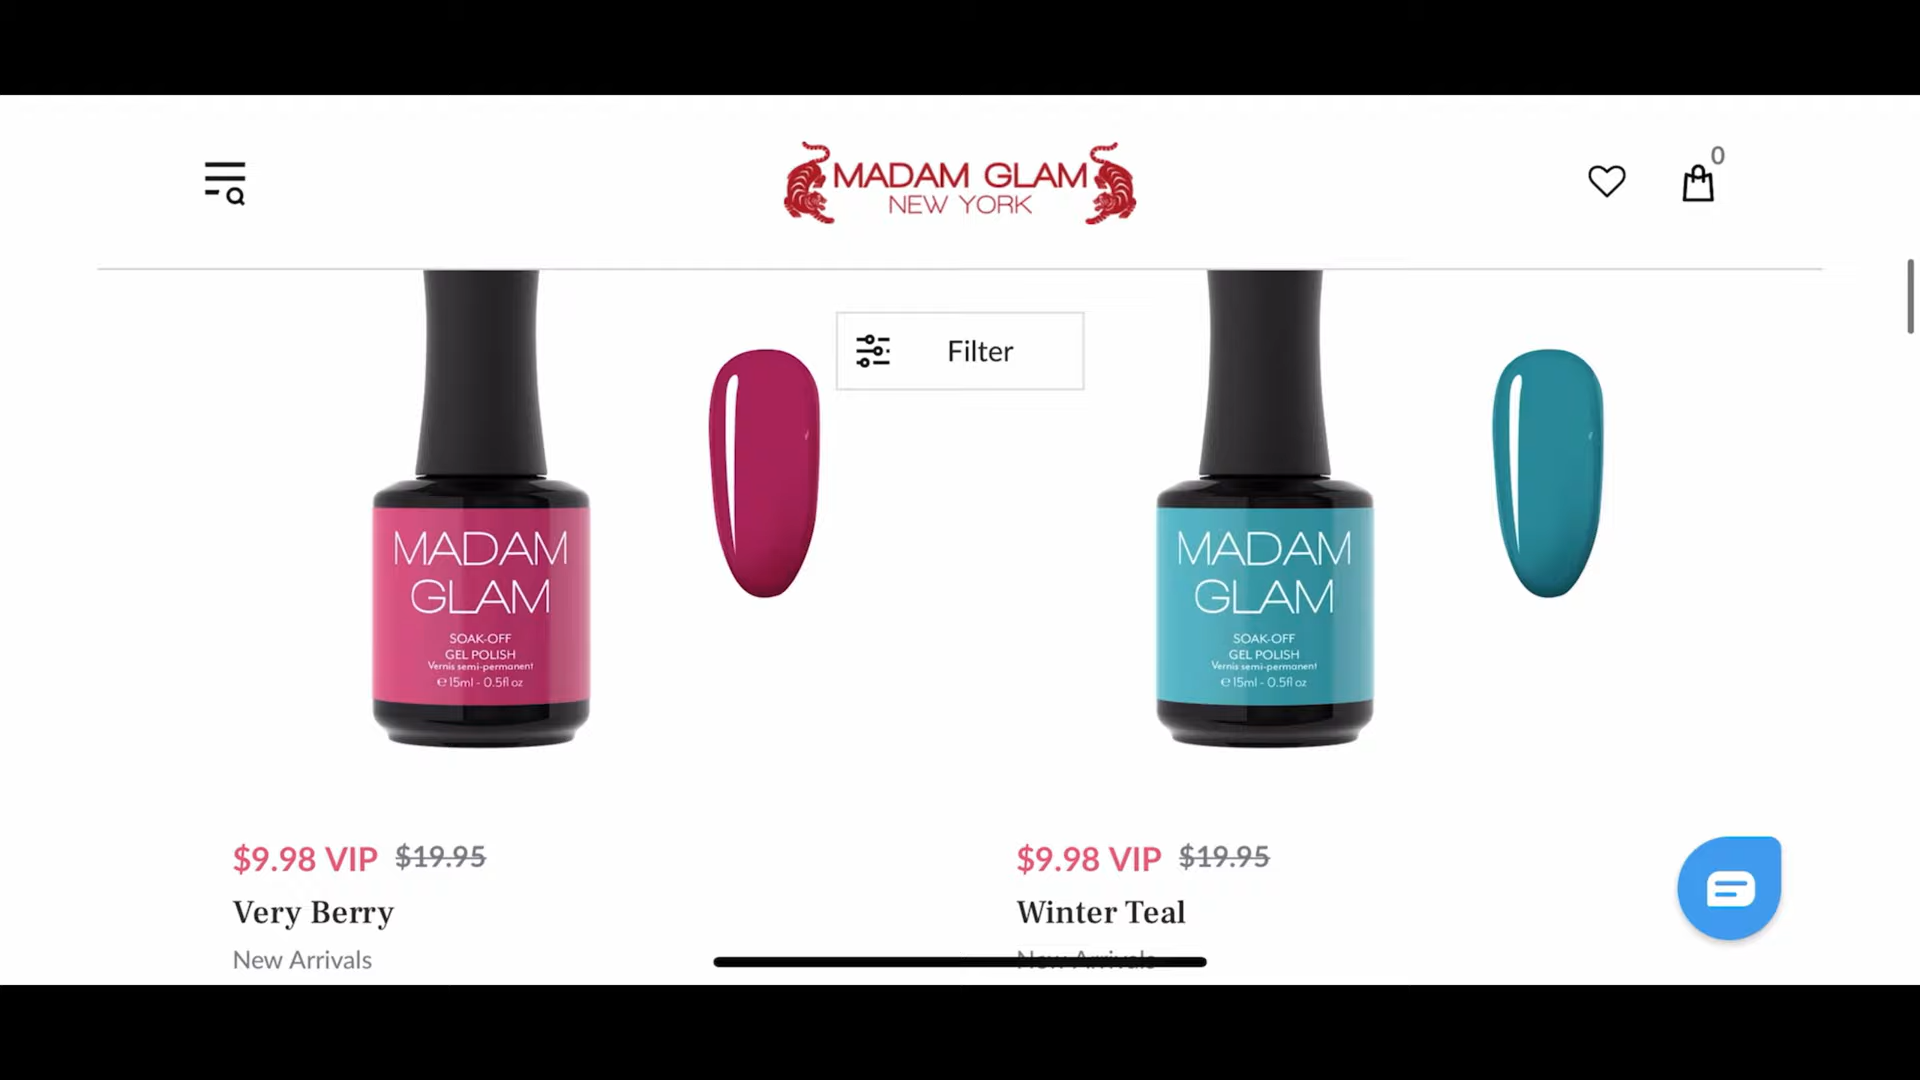 0
MADAM GLAM
NEW YORK
Filter
MADAM
GLAM
SOAK-OFF
GEL POLISH
Vernis semi-permanent
℮ 15ml - 0.5fl oz
MADAM
GLAM
SOAK-OFF
GEL POLISH
Vernis semi-permanent
℮ 15ml - 0.5fl oz
$9.98 VIP $19.95
Very Berry
New Arrivals
$9.98 VIP $19.95
Winter Teal
New Arrivals